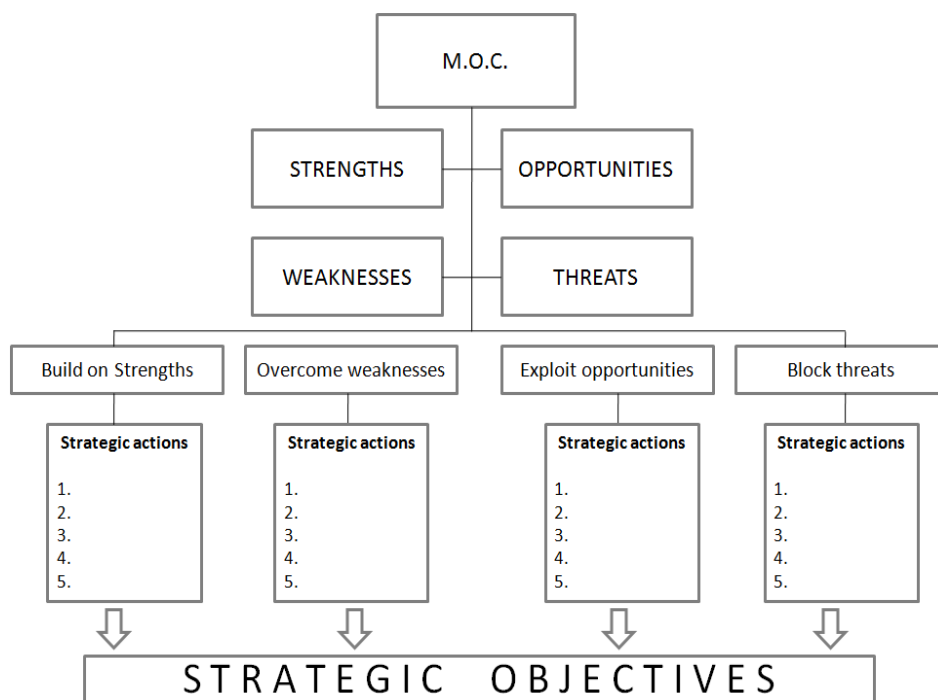 M.O.C.
STRENGTHS
OPPORTUNITIES
WEAKNESSES
THREATS
Build on Strengths
Overcome weaknesses
Exploit opportunities
Block threats
Strategic actions
1.
2.
3.
4.
5.
Strategic actions
1.
2.
3.
4.
5.
Strategic actions
1.
2.
3.
4.
5.
Strategic actions
1.
2.
3.
4.
5.
STRATEGIC OBJECTIVES